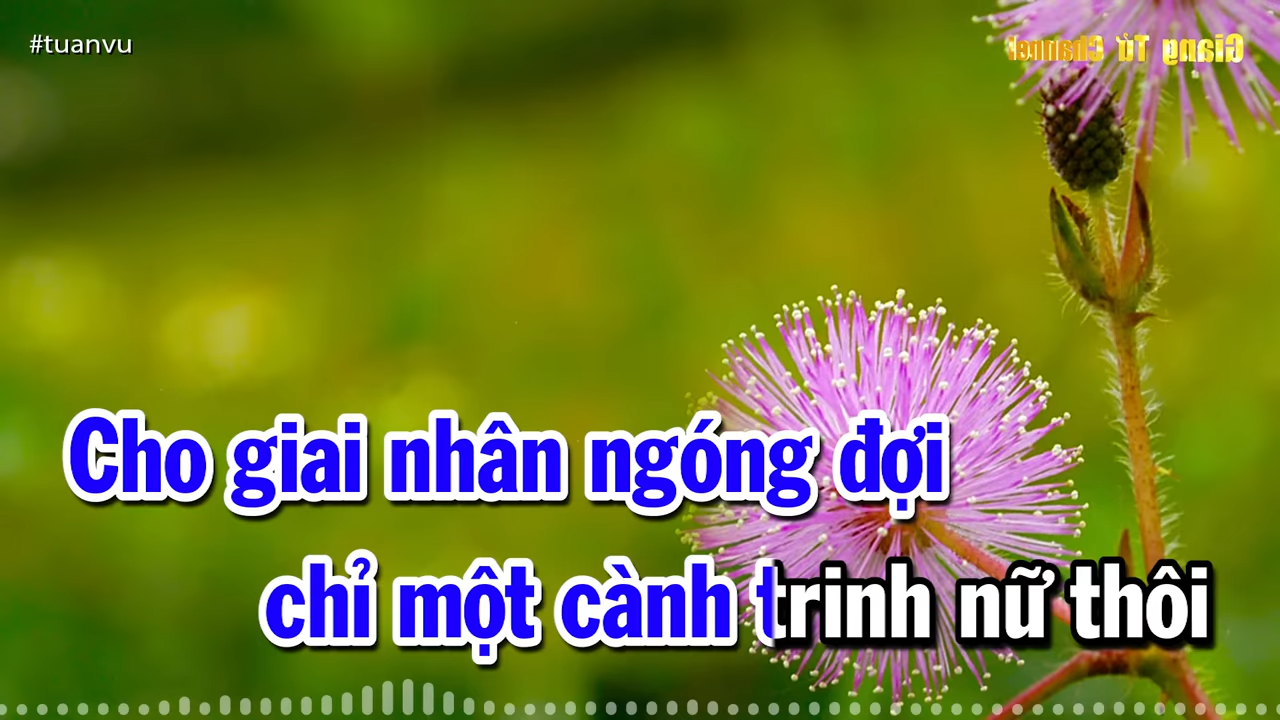 #tuanvu
Giang Tử Channel
Cho giai nhân ngóng đợi
chỉ một cành trinh nữ thôi